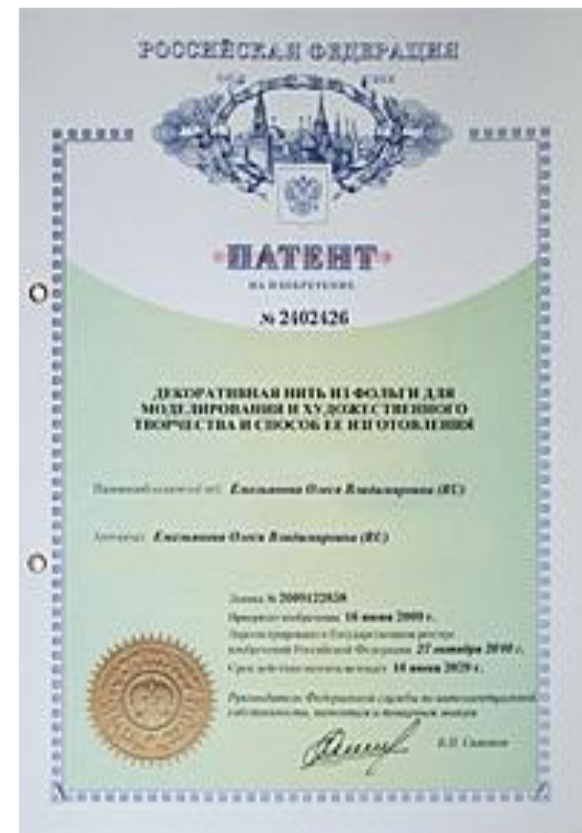 РОССИЙСКАЯ ФЕДЕРАЦИЯ
ПАТЕНТ
НА ИЗОБРЕТЕНИЕ
№ 2402426
ДЕКОРАТИВНАЯ НИТЬ ИЗ ФОЛЬГИ ДЛЯ
МОДЕЛИРОВАНИЯ И ХУДОЖЕСТВЕННОГО
ТВОРЧЕСТВА И СПОСОБ ЕЕ ИЗГОТОВЛЕНИЯ
Емельянова Олеся Владимировна (RU)
Емельянова Олеся Владимировна (RU)
Заявка №
Приоритет изобретения 16 июня 2009 г.
Зарегистрировано в Государственном реестре
изобретений Российской Федерации 27 октября 2010 г.
Срок действия патента истекает 16 июня 2029 г.
Руководитель Федеральной службы по интеллектуальной
собственности, патентам и товарным знакам